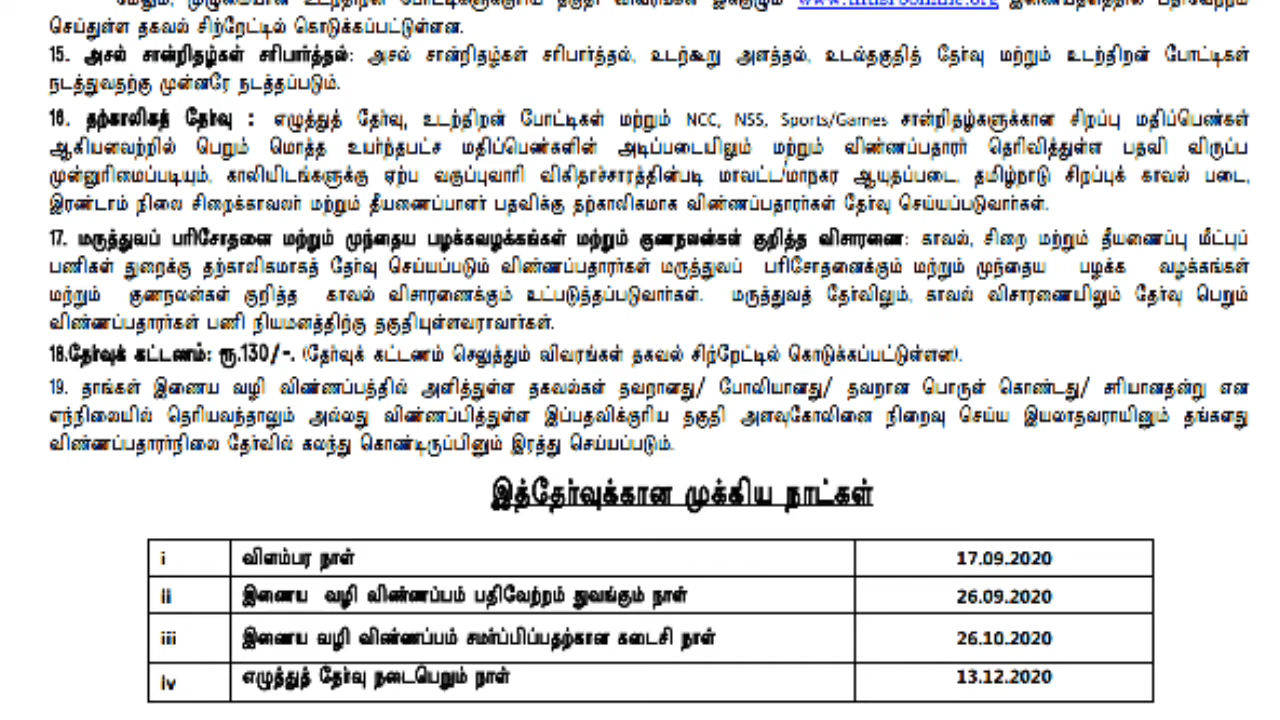 மேலும், முழுமையான உடற்திறன் போட்டிகளுக்குரிய தகுதி விவரங்கள் இக்குழும இணையதளத்தில் பதிவேற்றம்
செய்துள்ள தகவல் சிற்றேட்டில் கொடுக்கப்பட்டுள்ளன.
15. அசல் சான்றிதழ்கள் சரிபார்த்தல்: அசல் சான்றிதழ்கள் சரிபார்த்தல், உடற்கூறு அளத்தல், உடல்தகுதித் தேர்வு மற்றும் உடற்திறன் போட்டிகள்
நடத்துவதற்கு முன்னரே நடத்தப்படும்.
16. தற்காலிகத் தேர்வு : எழுத்துத் தேர்வு, உடற்திறன் போட்டிகள் மற்றும் NCC, NSS, Sports/Games சான்றிதழ்களுக்கான சிறப்பு மதிப்பெண்கள்
ஆகியனவற்றில் பெறும் மொத்த உயர்ந்தபட்ச மதிப்பெண்களின் அடிப்படையிலும் மற்றும் விண்ணப்பதாரர் தெரிவித்துள்ள பதவி விருப்ப
முன்னுரிமைப்படியும், காலியிடங்களுக்கு ஏற்ப வகுப்புவாரி விகிதாச்சாரத்தின்படி மாவட்ட/மாநகர ஆயுதப்படை, தமிழ்நாடு சிறப்புக் காவல் படை,
இரண்டாம் நிலை சிறைக்காவலர் மற்றும் தீயணைப்பாளர் பதவிக்கு தற்காலிகமாக விண்ணப்பதாரர்கள் தேர்வு செய்யப்படுவார்கள்.
17. மருத்துவப் பரிசோதனை மற்றும் முந்தைய பழக்கவழக்கங்கள் மற்றும் குணநலன்கள் குறித்த விசாரணை: காவல், சிறை மற்றும் தீயணைப்பு மீட்புப்
பணிகள் துறைக்கு தற்காலிகமாகத் தேர்வு செய்யப்படும் விண்ணப்பதாரர்கள் மருத்துவப் பரிசோதனைக்கும் மற்றும் முந்தைய பழக்க வழக்கங்கள்
மற்றும் குணநலன்கள் குறித்த காவல் விசாரணைக்கும் உட்படுத்தப்படுவார்கள். மருத்துவத் தேர்விலும், காவல் விசாரணையிலும் தேர்வு பெறும்
விண்ணப்பதாரர்கள் பணி நியமனத்திற்கு தகுதியுள்ளவராவார்கள்.
18.தேர்வுக் கட்டணம்: ரூ.130/-. (தேர்வுக் கட்டணம் செலுத்தும் விவரங்கள் தகவல் சிற்றேட்டில் கொடுக்கப்பட்டுள்ளன).
19. தாங்கள் இணைய வழி விண்ணப்பத்தில் அளித்துள்ள தகவல்கள் தவறானது/ போலியானது/ தவறான பொருள் கொண்டது/ சரியானதன்று என
எந்நிலையில் தெரியவந்தாலும் அல்லது விண்ணப்பித்துள்ள இப்பதவிக்குரிய தகுதி அளவுகோலினை நிறைவு செய்ய இயலாதவராயினும் தங்களது
விண்ணப்பதாரர்நிலை தேர்வில் கலந்து கொண்டிருப்பினும் இரத்து செய்யப்படும்.
இத்தேர்வுக்கான முக்கிய நாட்கள்
i விளம்பர நாள் 17.09.2020
ii இணைய வழி விண்ணப்பம் பதிவேற்றம் துவங்கும் நாள் 26.09.2020
iii இணைய வழி விண்ணப்பம் சமர்ப்பிப்பதற்கான கடைசி நாள் 26.10.2020
iv எழுத்துத் தேர்வு நடைபெறும் நாள் 13.12.2020